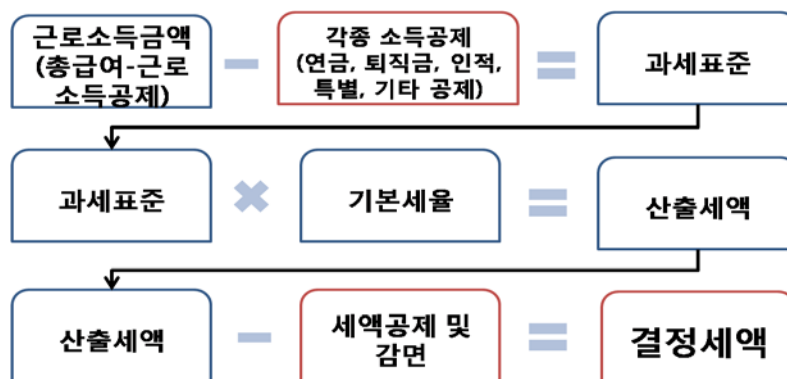 근로소득금액
(총급여-근로
소득공제)
각종 소득공제
(연금, 퇴직금, 인적,
특별, 기타 공제)
과세표준
과세표준
기본세율
산출세액
산출세액
세액공제 및
감면
결정세액